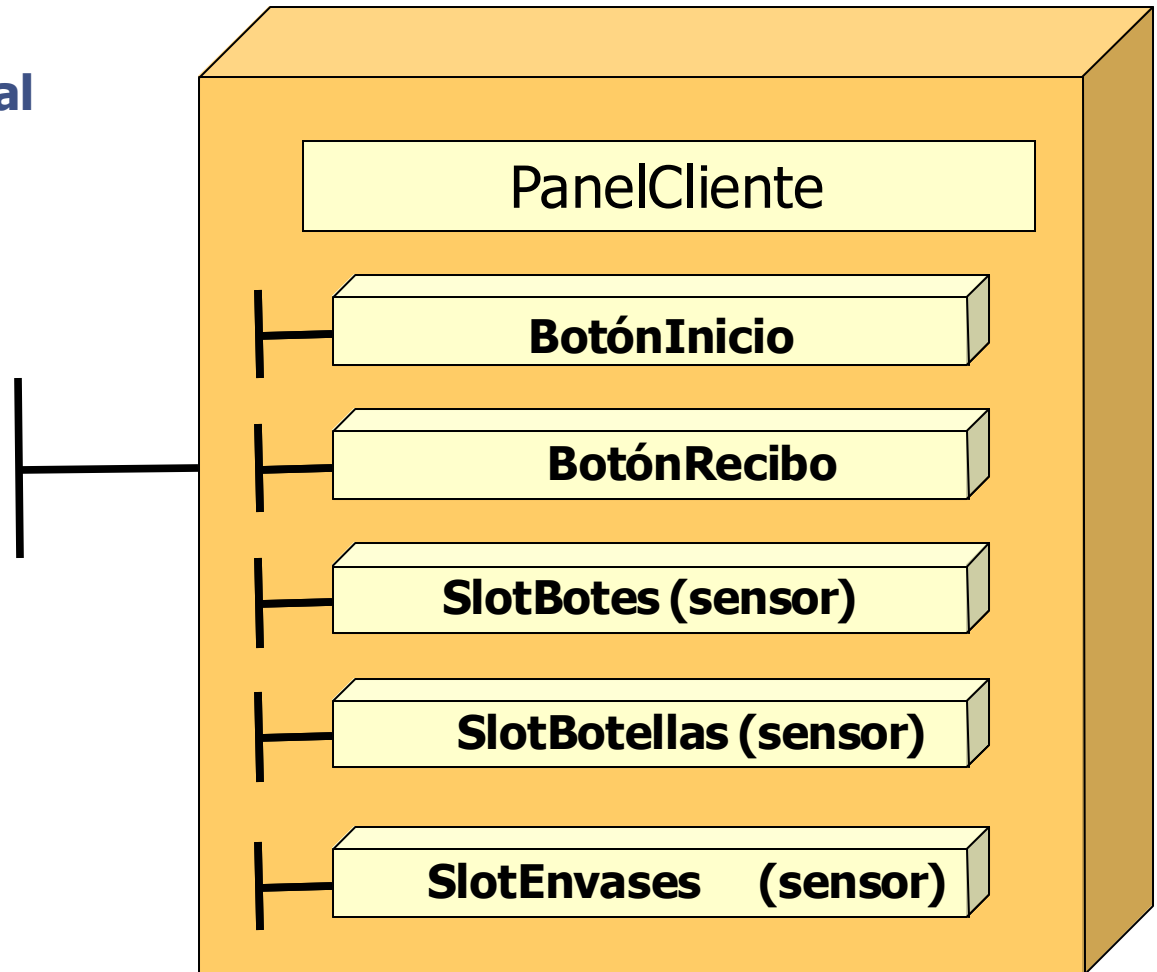 al
PanelCliente
BotónInicio
BotónRecibo
SlotBotes (sensor)
SlotBotellas (sensor)
SlotEnvases (sensor)